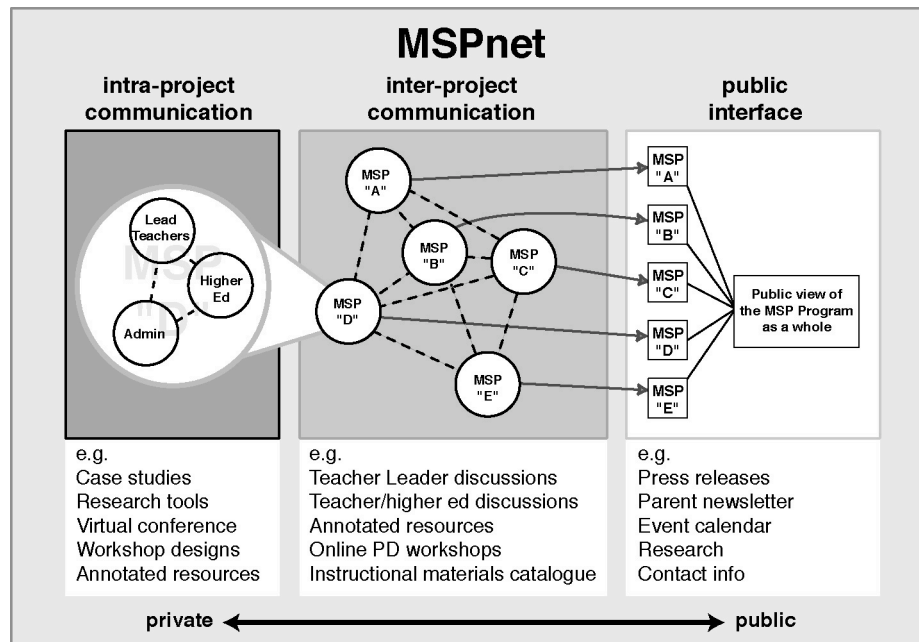 MSPnet
intra-project
communication
inter-project
communication
public
interface
Lead
Teachers
Higher
Ed
Admin
MSP
"D"
MSP
"A"
MSP
"B"
MSP
"C"
MSP
"D"
MSP
"E"
MSP
"A"
MSP
"B"
MSP
"C"
MSP
"D"
MSP
"E"
Public view of
the MSP Program
as a whole
e.g.
Case studies
Research tools
Virtual conference
Workshop designs
Annotated resources
e.g.
Teacher Leader discussions
Teacher/higher ed discussions
Annotated resources
Online PD workshops
Instructional materials catalogue
e.g.
Press releases
Parent newsletter
Event calendar
Research
Contact info
private
public